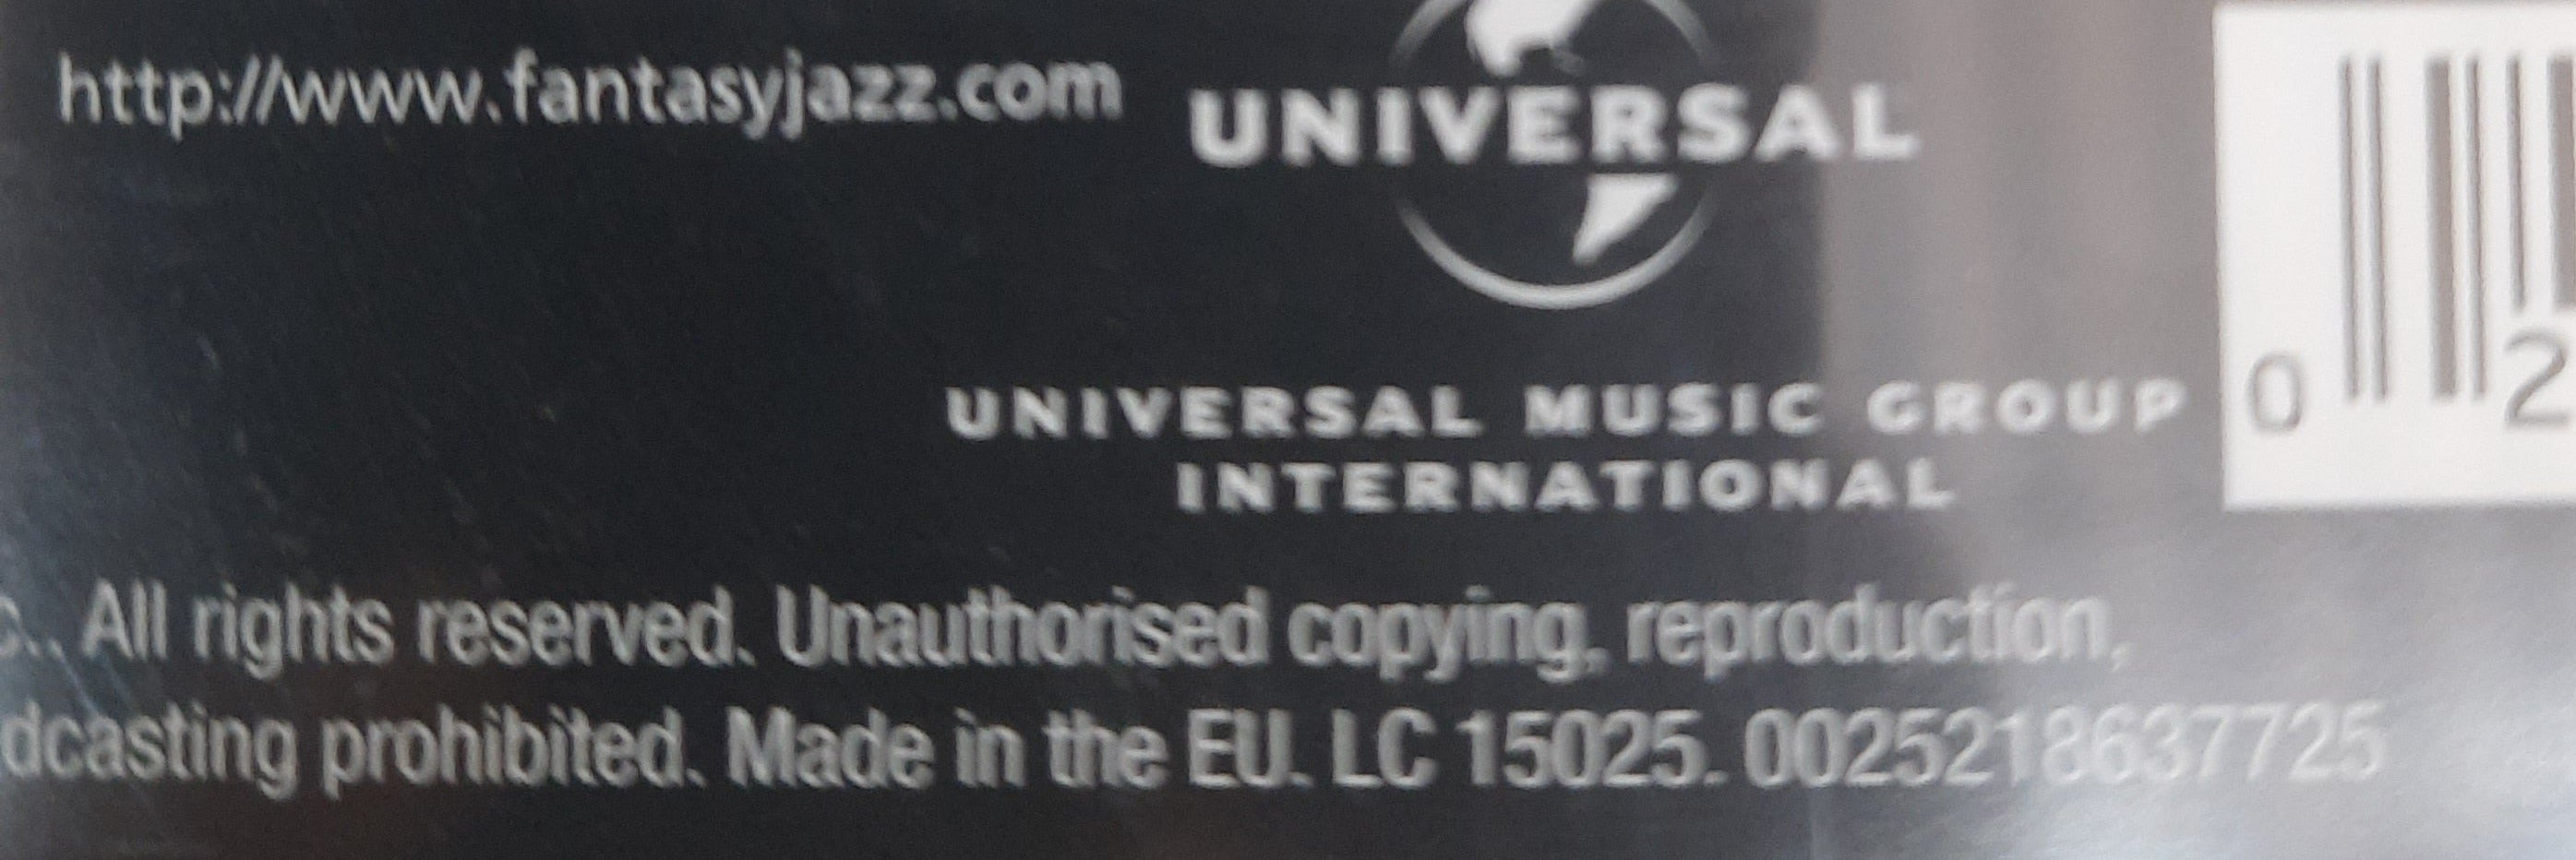 http://www.fantasyjazz.com
UNIVERSAL
0 2
UNIVERSAL MUSIC GROUP
INTERNATIONAL
c.. All rights reserved. Unauthorised copying, reproduction,
dcasting prohibited. Made in the EU. LC 15025. 0025218637725